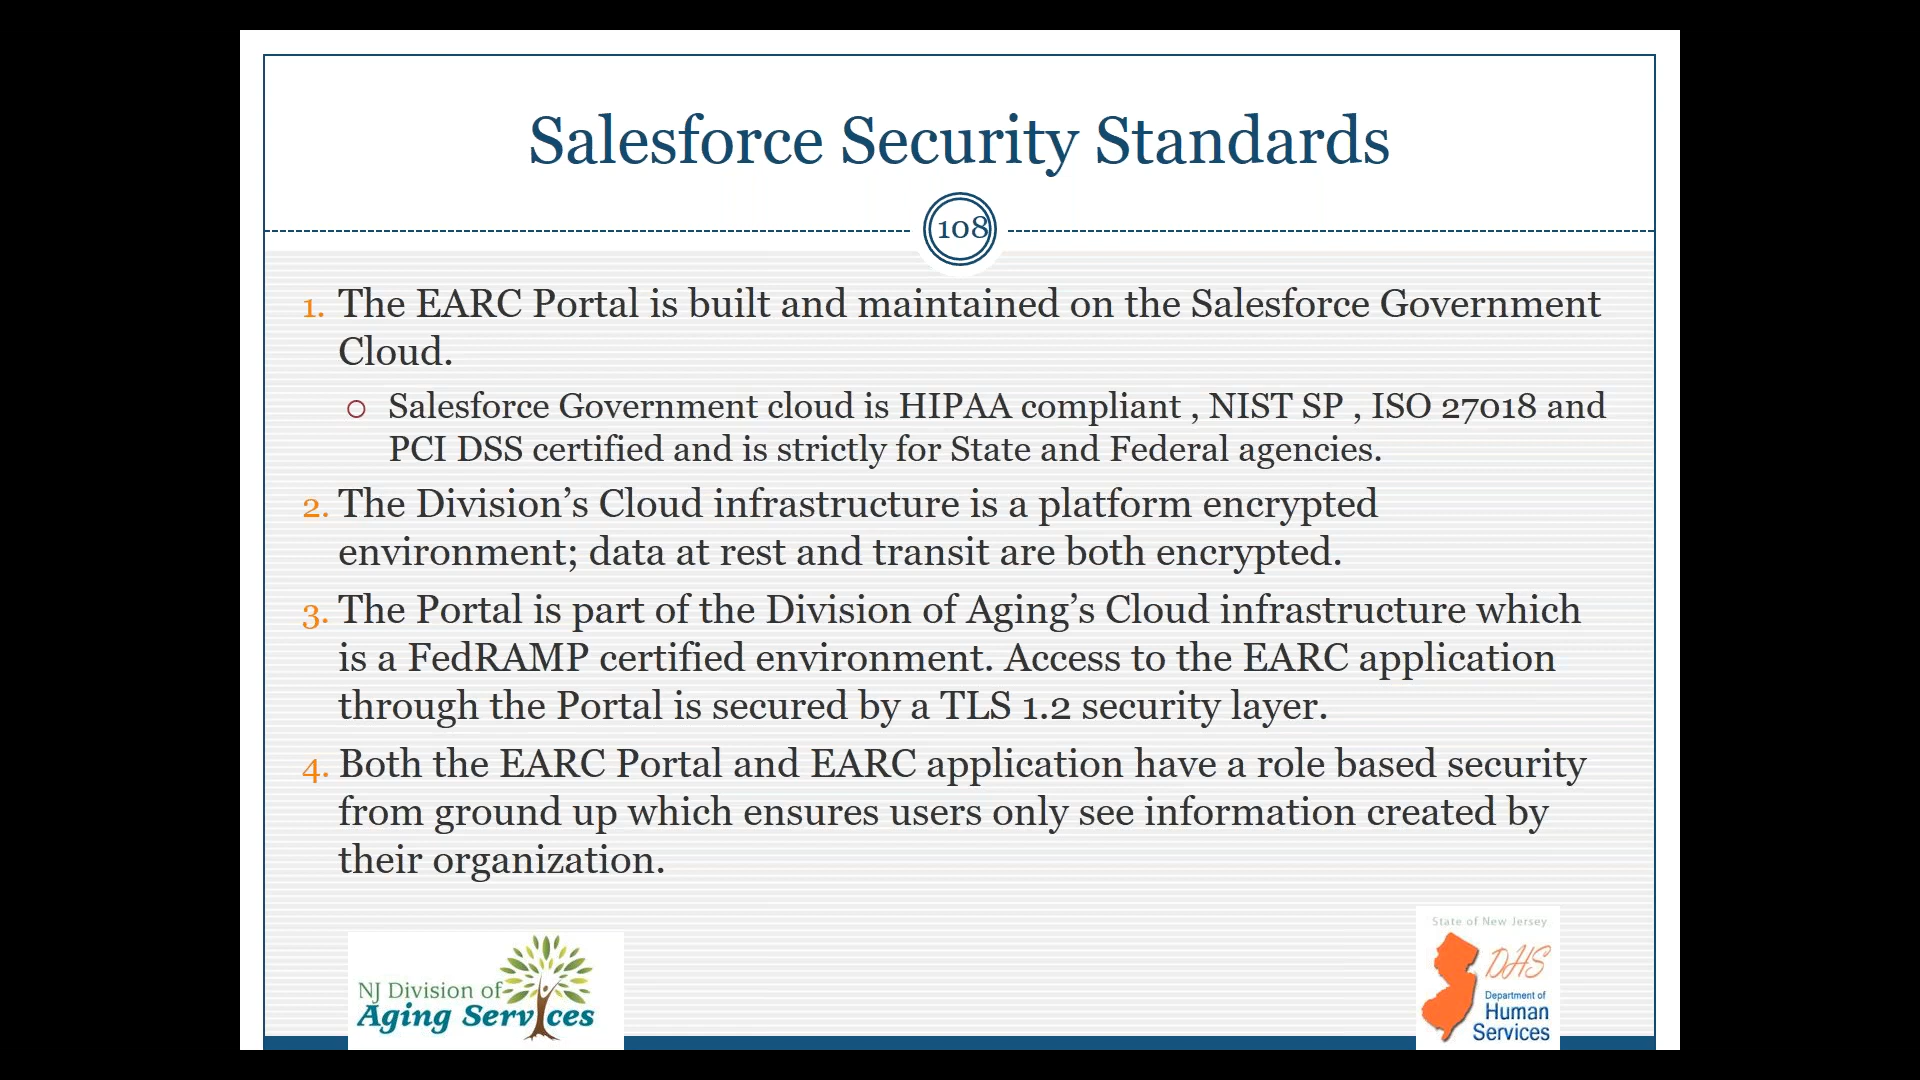 Salesforce Security Standards
108
1. The EARC Portal is built and maintained on the Salesforce Government
Cloud.
○ Salesforce Government cloud is HIPAA compliant , NIST SP , ISO 27018 and
PCI DSS certified and is strictly for State and Federal agencies.
2. The Division’s Cloud infrastructure is a platform encrypted
environment; data at rest and transit are both encrypted.
3. The Portal is part of the Division of Aging’s Cloud infrastructure which
is a FedRAMP certified environment. Access to the EARC application
through the Portal is secured by a TLS 1.2 security layer.
4. Both the EARC Portal and EARC application have a role based security
from ground up which ensures users only see information created by
their organization.
NJ Division of
Aging Services
State of New Jersey
DHS
Department of
Human
Services